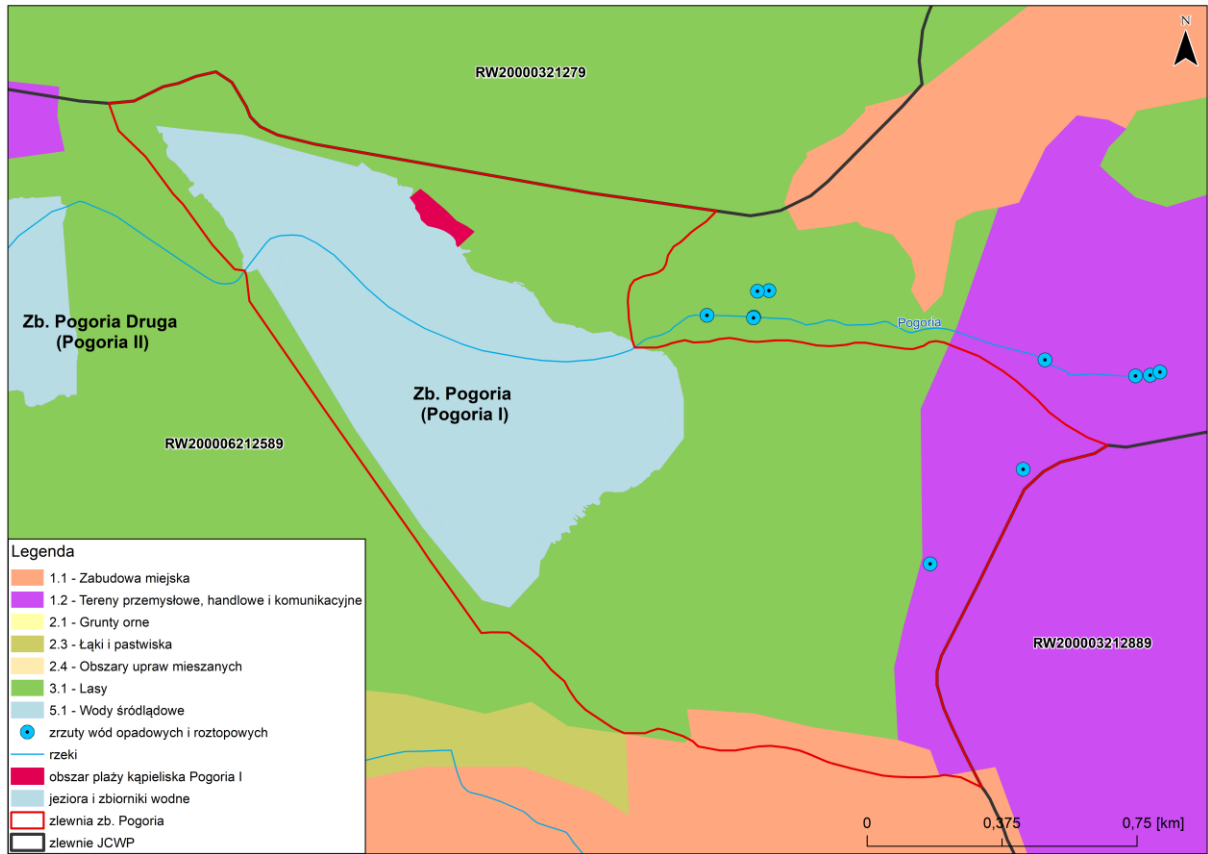 N
RW20000321279
Pogoria
Zb. Pogoria Druga
(Pogoria II)
Zb. Pogoria
(Pogoria I)
RW200006212589
RW200003212889
Legenda
1.1 - Zabudowa miejska
1.2 - Tereny przemysłowe, handlowe i komunikacyjne
2.1 - Grunty orne
2.3 - Łąki i pastwiska
2.4 - Obszary upraw mieszanych
3.1 - Lasy
5.1 - Wody śródlądowe
zrzuty wód opadowych i roztopowych
rzeki
obszar plaży kąpieliska Pogoria I
jeziora i zbiorniki wodne
zlewnia zb. Pogoria
zlewnie JCWP
0 0,375 0,75 [km]